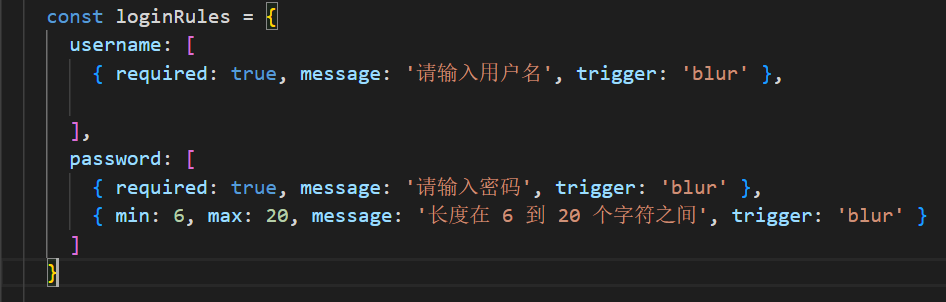 const loginRules = {
username: [
{ required: true, message: '请输入用户名', trigger: 'blur' },
],
password: [
{ required: true, message: '请输入密码', trigger: 'blur' },
{ min: 6, max: 20, message: '长度在 6 到 20 个字符之间', trigger: 'blur' }
]
}